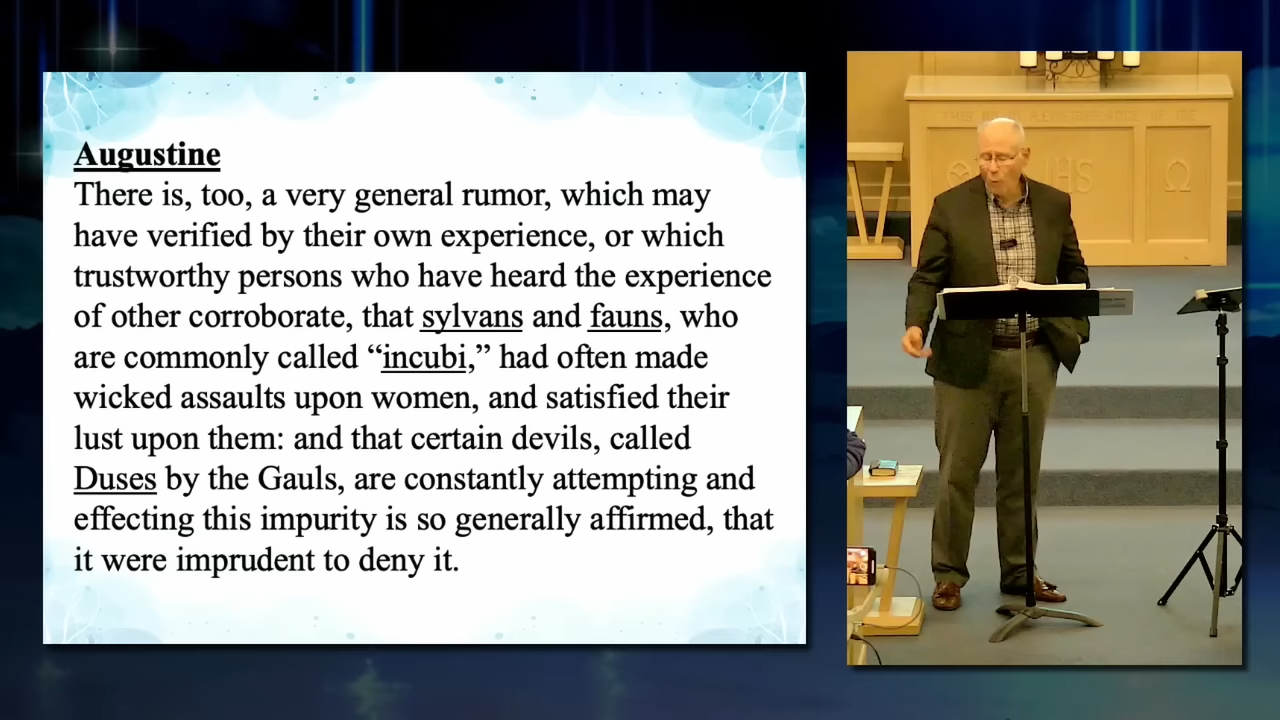 Augustine
There is, too, a very general rumor, which may
have verified by their own experience, or which
trustworthy persons who have heard the experience
of other corroborate, that sylvans and fauns, who
are commonly called “incubi,” had often made
wicked assaults upon women, and satisfied their
lust upon them: and that certain devils, called
Duses by the Gauls, are constantly attempting and
effecting this impurity is so generally affirmed, that
it were imprudent to deny it.
IHS
Ω